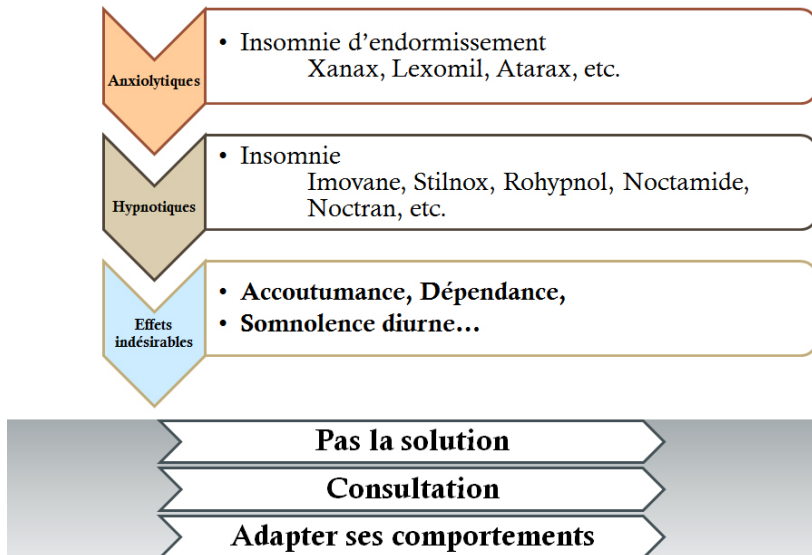 Anxiolytiques
• Insomnie d'endormissement
Xanax, Lexomil, Atarax, etc.
Hypnotiques
• Insomnie
Imovane, Stilnox, Rohypnol, Noctamide,
Noctran, etc.
Effets
indésirables
• Accoutumance, Dépendance,
• Somnolence diurne...
Pas la solution
Consultation
Adapter ses comportements